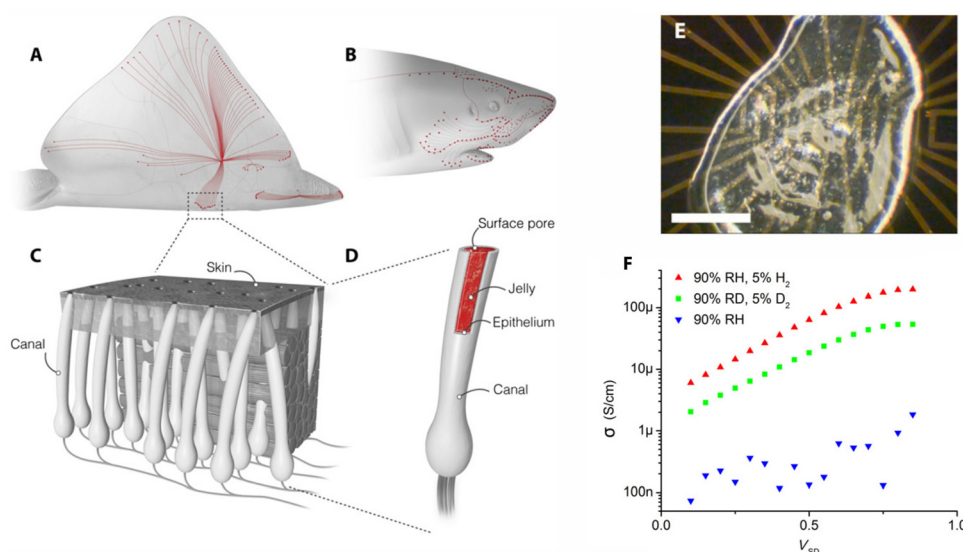 A
B
E
C
Skin
Canal
D
Surface pore
Jelly
Epithelium
Canal
F
90% RH, 5% H₂
90% RD, 5% D₂
90% RH
100µ
10µ
1µ
100n
σ (S/cm)
0.0
0.5
1.0
V_SD